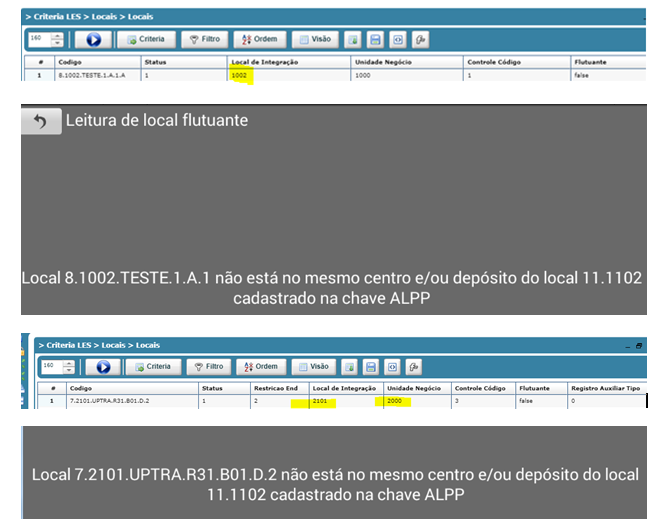 > Criteria LES > Locais > Locais
160 Criteria Filtro Ordem Visão
# Codigo Status Local de Integração Unidade Negócio Controle Código Flutuante
1 8.1002.TESTE.1.A.1.A 1 1002 1000 1 false
Leitura de local flutuante
Local 8.1002.TESTE.1.A.1 não está no mesmo centro e/ou depósito do local 11.1102
cadastrado na chave ALPP
> Criteria LES > Locais > Locais
160 Criteria Filtro Ordem Visão
# Codigo Status Restricao End Local de Integração Unidade Negócio Controle Código Flutuante Registro Auxiliar Tipo
1 7.2101.UPTRA.R31.B01.D.2 1 2 2101 2000 3 false 0
Local 7.2101.UPTRA.R31.B01.D.2 não está no mesmo centro e/ou depósito do local
11.1102 cadastrado na chave ALPP